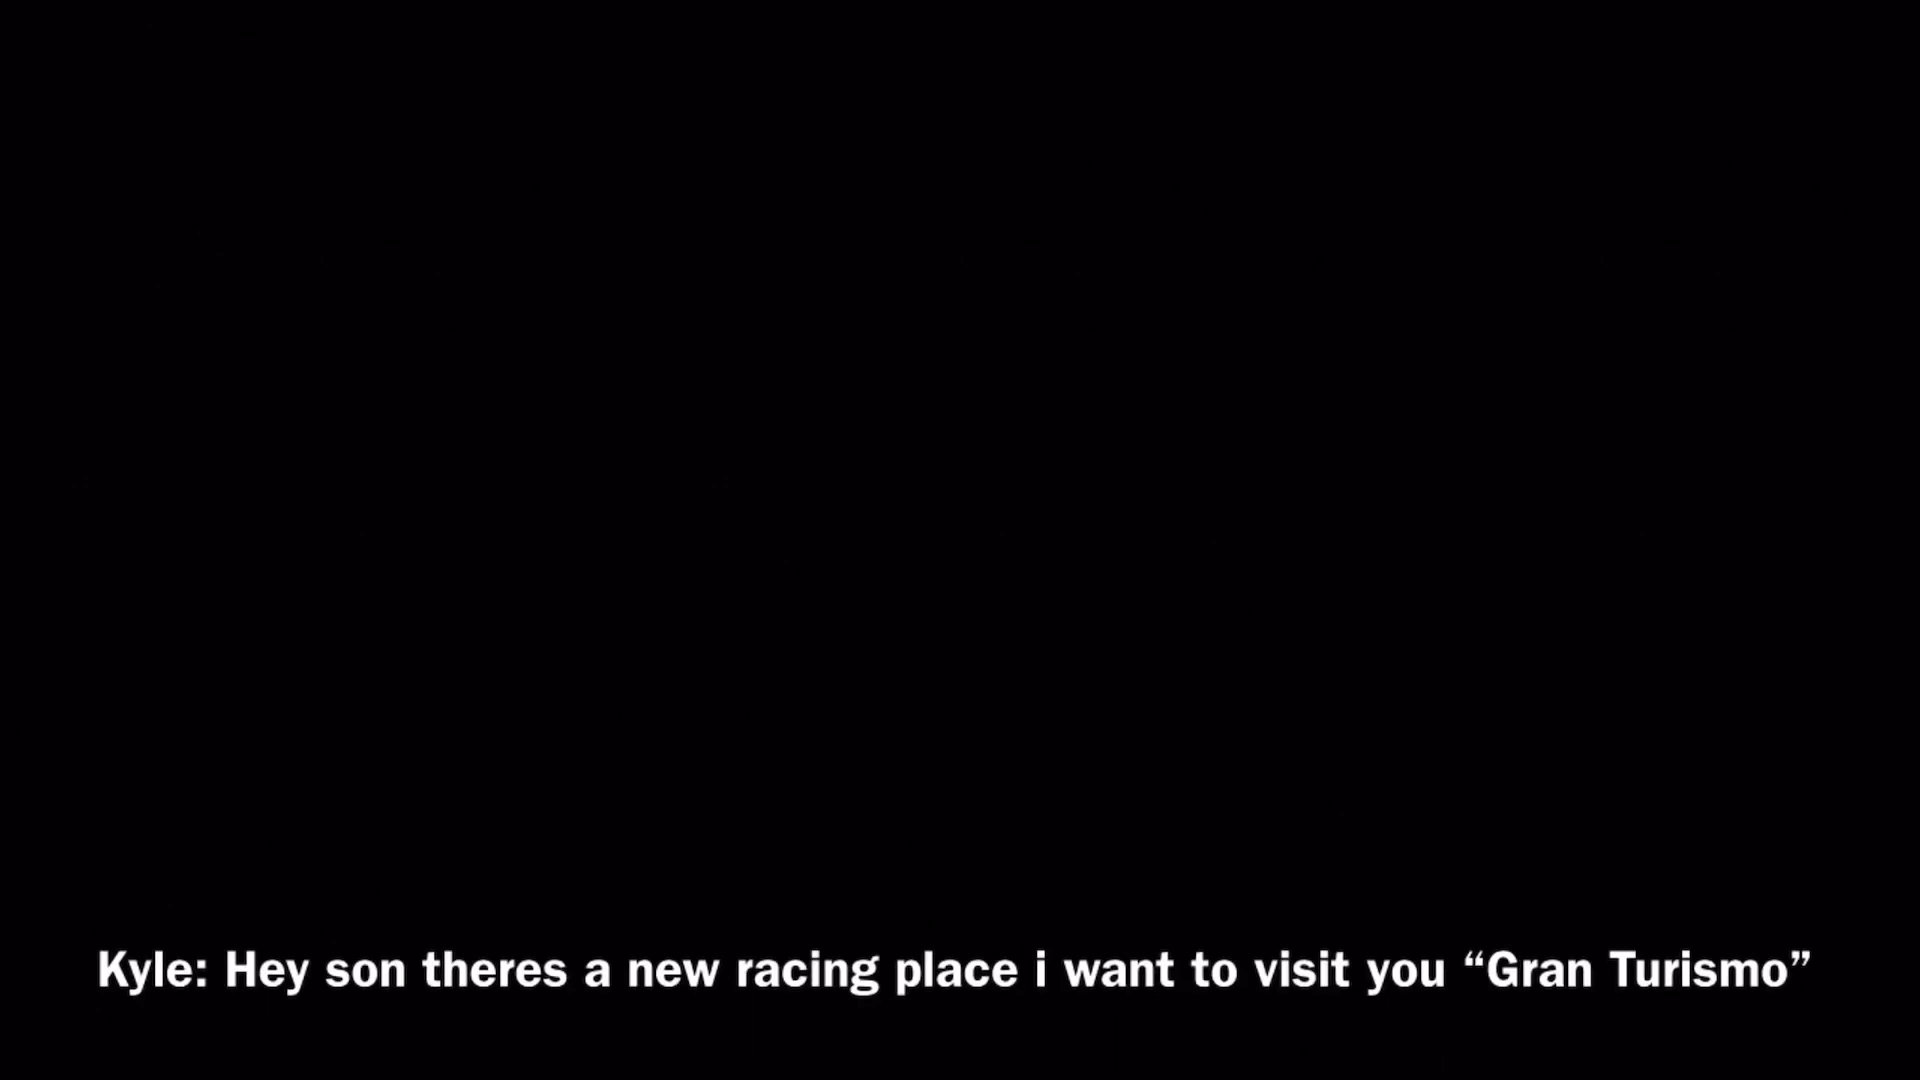 Kyle: Hey son theres a new racing place i want to visit you “Gran Turismo”